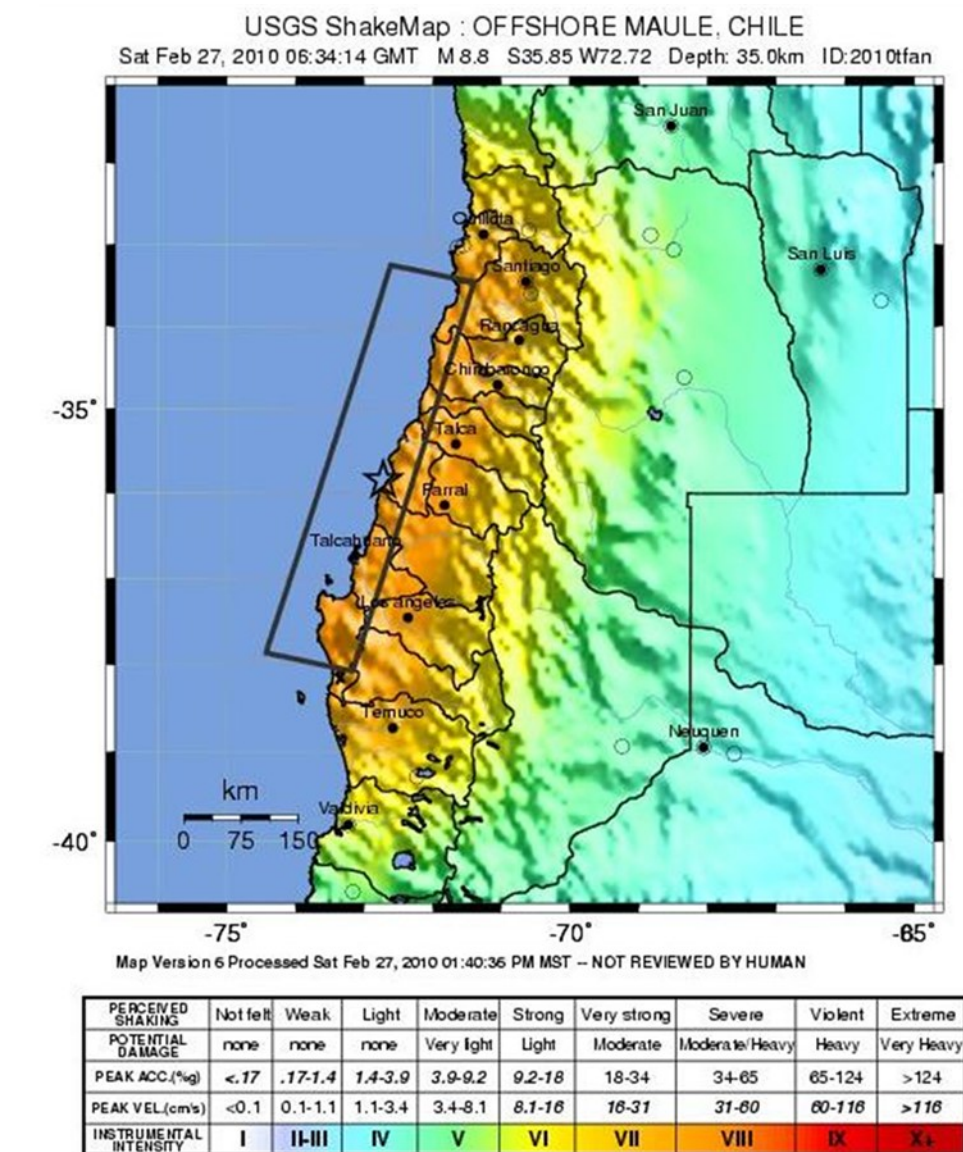 USGS ShakeMap : OFFSHORE MAULE, CHILE
Sat Feb 27, 2010 06:34:14 GMT M 8.8 S35.85 W72.72 Depth: 35.0km ID:2010tfan
San Juan
Quillota
San Luis
Santiago
Rancagua
Chimbarongo
-35°
Talca
Parral
Talcahuano
Los angeles
Temuco
Neuquen
km
Valdivia
0 75 150
-40°
-75° -70° -65°
Map Version 6 Processed Sat Feb 27, 2010 01:40:36 PM MST -- NOT REVIEWED BY HUMAN
PERCEIVED SHAKING Not felt Weak Light Moderate Strong Very strong Severe Violent Extreme
POTENTIAL DAMAGE none none none Very light Light Moderate Moderate/Heavy Heavy Very Heavy
PEAK ACC.(%g) <.17 .17-1.4 1.4-3.9 3.9-9.2 9.2-18 18-34 34-65 65-124 >124
PEAK VEL.(cm/s) <0.1 0.1-1.1 1.1-3.4 3.4-8.1 8.1-16 16-31 31-60 60-116 >116
INSTRUMENTAL INTENSITY I II-III IV V VI VII VIII IX X+